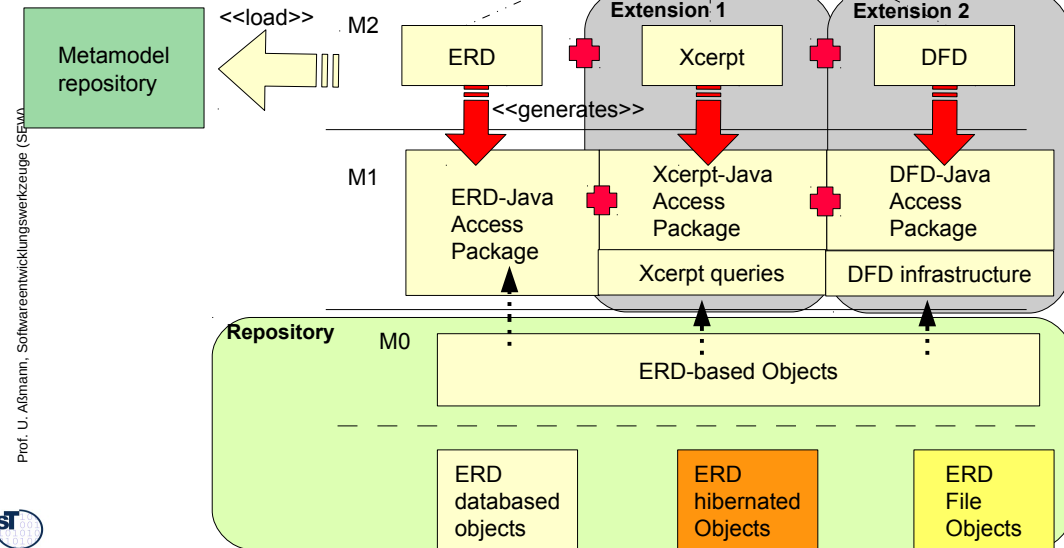 <<load>>
M2
Extension 1
Extension 2
Metamodel
repository
ERD
Xcerpt
DFD
<<generates>>
M1
ERD-Java
Access
Package
Xcerpt-Java
Access
Package
DFD-Java
Access
Package
Xcerpt queries
DFD infrastructure
Repository
M0
ERD-based Objects
ERD
databased
objects
ERD
hibernated
Objects
ERD
File
Objects
Prof. U. Aßmann, Softwareentwicklungswerkzeuge (SEW)